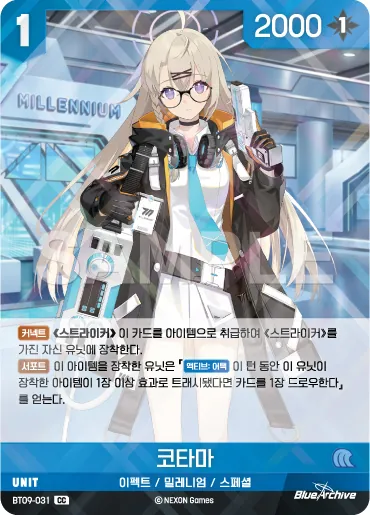 1
2000
1
MILLENNIUM
SAMPLE
커넥트 《스트라이커》 이 카드를 아이템으로 취급하여 《스트라이커》를
가진 자신 유닛에 장착한다.
서포트 이 아이템을 장착한 유닛은 「액티브: 어택 이 턴 동안 이 유닛이
장착한 아이템이 1장 이상 효과로 트래시됐다면 카드를 1장 드로우한다」
를 얻는다.
코타마
UNIT
이펙트 / 밀레니엄 / 스페셜
BT09-031 CC
© NEXON Games
BlueArchive